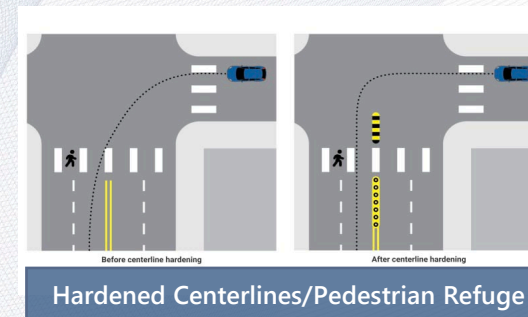 Before centerline hardening
After centerline hardening
Hardened Centerlines/Pedestrian Refuge